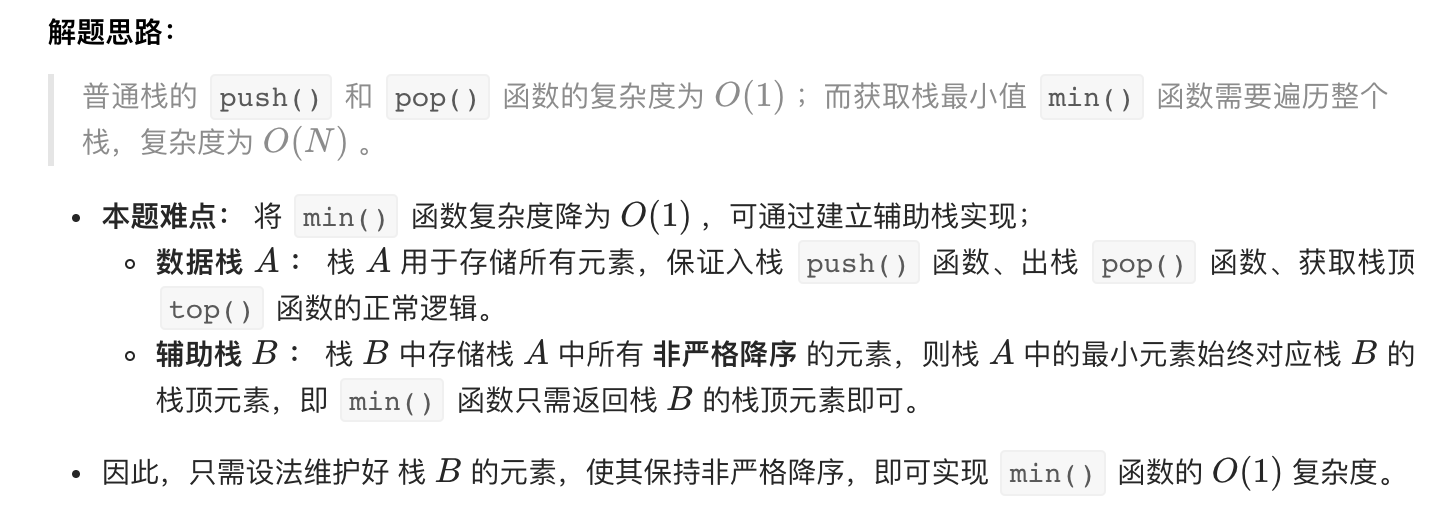 解题思路：
普通栈的 push() 和 pop() 函数的复杂度为 O(1) ；而获取栈最小值 min() 函数需要遍历整个
栈，复杂度为 O(N) 。
• 本题难点： 将 min() 函数复杂度降为 O(1) ，可通过建立辅助栈实现；
◦ 数据栈 A ： 栈 A 用于存储所有元素，保证入栈 push() 函数、出栈 pop() 函数、获取栈顶
top() 函数的正常逻辑。
◦ 辅助栈 B ： 栈 B 中存储栈 A 中所有 非严格降序 的元素，则栈 A 中的最小元素始终对应栈 B 的
栈顶元素，即 min() 函数只需返回栈 B 的栈顶元素即可。
• 因此，只需设法维护好 栈 B 的元素，使其保持非严格降序，即可实现 min() 函数的 O(1) 复杂度。